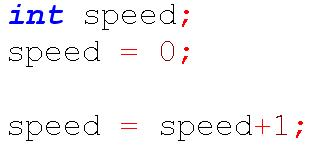 int speed;
speed = 0;
speed = speed+1;